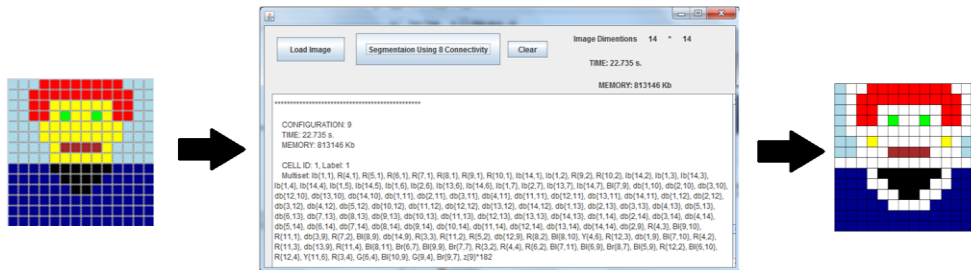 Load Image
Segmentaion Using 8 Connectivity
Clear
Image Dimentions 14 * 14
TIME: 22.735 s.
MEMORY: 813146 Kb
************************************************
CONFIGURATION: 9
TIME: 22.735 s.
MEMORY: 813146 Kb
CELL ID: 1, Label: 1
Multiset: lb(1,1), R(4,1), R(5,1), R(6,1), R(7,1), R(8,1), R(9,1), R(10,1), lb(14,1), lb(1,2), R(9,2), R(10,2), lb(14,2), lb(1,3), lb(14,3),
lb(1,4), lb(14,4), lb(1,5), lb(14,5), lb(1,6), lb(2,6), lb(13,6), lb(14,6), lb(1,7), lb(2,7), lb(13,7), lb(14,7), Bl(7,9), db(1,10), db(2,10), db(3,10),
db(12,10), db(13,10), db(14,10), db(1,11), db(2,11), db(3,11), db(4,11), db(11,11), db(12,11), db(13,11), db(14,11), db(1,12), db(2,12),
db(3,12), db(4,12), db(5,12), db(10,12), db(11,12), db(12,12), db(13,12), db(14,12), db(1,13), db(2,13), db(3,13), db(4,13), db(5,13),
db(6,13), db(7,13), db(8,13), db(9,13), db(10,13), db(11,13), db(12,13), db(13,13), db(14,13), db(1,14), db(2,14), db(3,14), db(4,14),
db(5,14), db(6,14), db(7,14), db(8,14), db(9,14), db(10,14), db(11,14), db(12,14), db(13,14), db(14,14), db(2,9), R(4,3), Bl(9,10),
R(11,1), db(3,9), R(7,2), Bl(8,9), db(14,9), R(3,3), R(11,2), R(5,2), db(12,9), R(8,2), Bl(8,10), Y(4,6), R(12,3), db(1,9), Bl(7,10), R(4,2),
R(11,3), db(13,9), R(11,4), Bl(8,11), Br(6,7), Bl(9,9), Br(7,7), R(3,2), R(4,4), R(6,2), Bl(7,11), Bl(6,9), Br(8,7), Bl(5,9), R(12,2), Bl(6,10),
R(12,4), Y(11,6), R(3,4), G(6,4), Bl(10,9), G(9,4), Br(9,7), z[9]*182